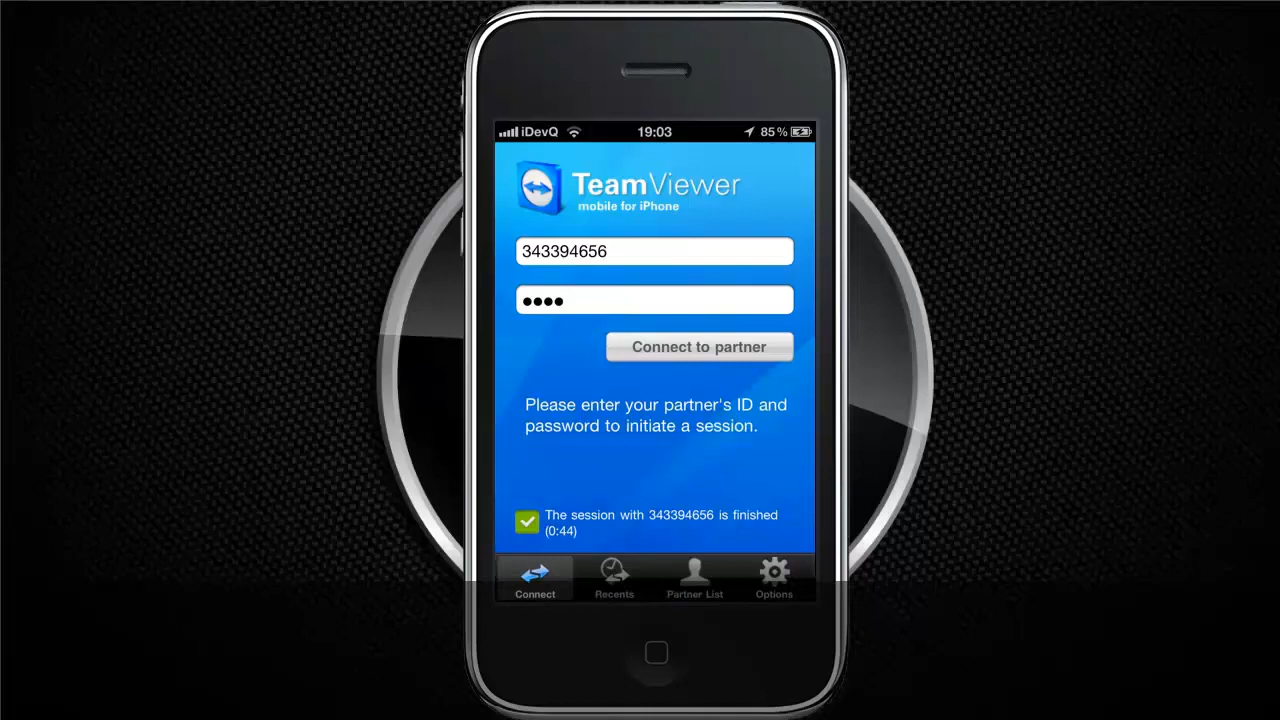 iDevQ 19:03 85%
TeamViewer
mobile for iPhone
343394656
••••
Connect to partner
Please enter your partner's ID and
password to initiate a session.
The session with 343394656 is finished
(0:44)
Connect Recents Partner List Options